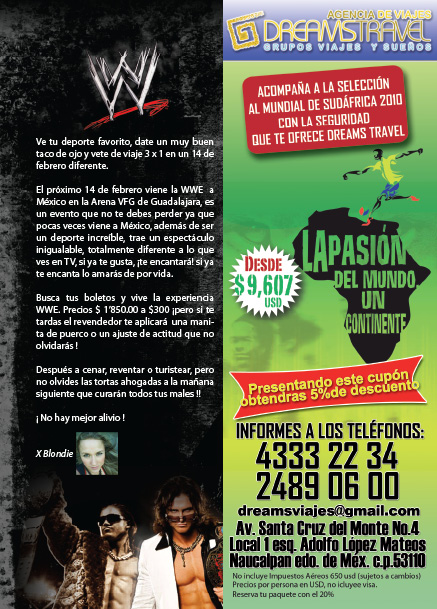 W
Ve tu deporte favorito, date un muy buen
taco de ojo y vete de viaje 3 x 1 en un 14 de
febrero diferente.
El próximo 14 de febrero viene la WWE a
México en la Arena VFG de Guadalajara, es
un evento que no te debes perder ya que
pocas veces viene a México, además de ser
un deporte increíble, trae un espectáculo
inigualable, totalmente diferente a lo que
ves en TV, si ya te gusta, ¡te encantará! si ya
te encanta lo amarás de por vida.
Busca tus boletos y vive la experiencia
WWE. Precios $ 1'850.00 a $300 ¡pero si te
tardas el revendedor te aplicará una mani-
ta de puerco o un ajuste de actitud que no
olvidarás !
Después a cenar, reventar o turistear, pero
no olvides las tortas ahogadas a la mañana
siguiente que curarán todos tus males !!
¡ No hay mejor alivio !
X Blondie
AGENCIA DE VIAJES
DREAMSTRAVEL
GRUPOS VIAJES Y SUEÑOS
ACOMPAÑA A LA SELECCIÓN
AL MUNDIAL DE SUDÁFRICA 2010
CON LA SEGURIDAD
QUE TE OFRECE DREAMS TRAVEL
LA PASIÓN
DEL MUNDO
UN
CONTINENTE
DESDE
$ 9,607
USD
Presentando este cupón
obtendras 5% de descuento
INFORMES A LOS TELÉFONOS:
4333 22 34
2489 06 00
dreamsviajes@gmail.com
Av. Santa Cruz del Monte No.4
Local 1 esq. Adolfo López Mateos
Naucalpan edo. de Méx. c.p.53110
No incluye Impuestos Aéreos 650 usd (sujetos a cambios)
Precios por persona en USD, no icluyee visa.
Reserva tu paquete con el 20%